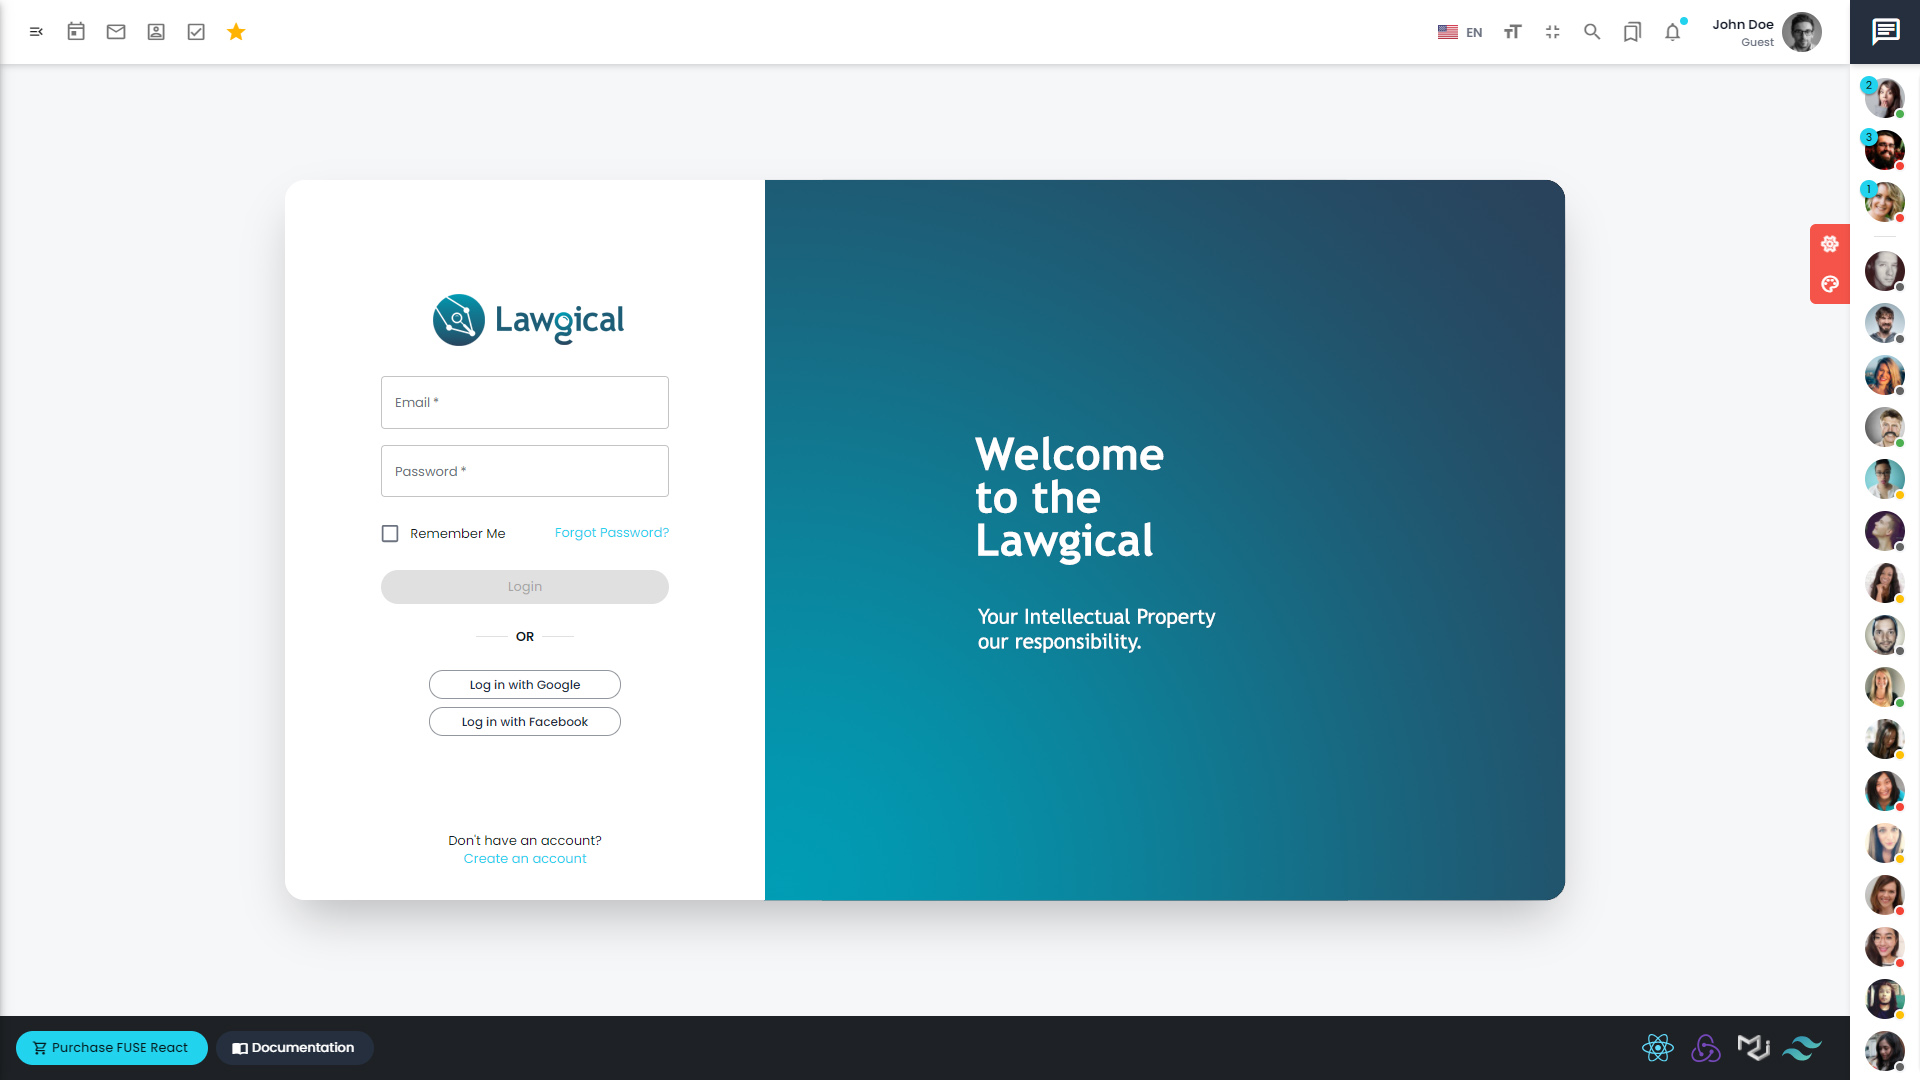 EN
John Doe
Guest
2
3
1
Lawgical
Email *
Password *
Remember Me
Forgot Password?
Login
OR
Log in with Google
Log in with Facebook
Don't have an account?
Create an account
Welcome
to the
Lawgical
Your Intellectual Property
our responsibility.
Purchase FUSE React
Documentation